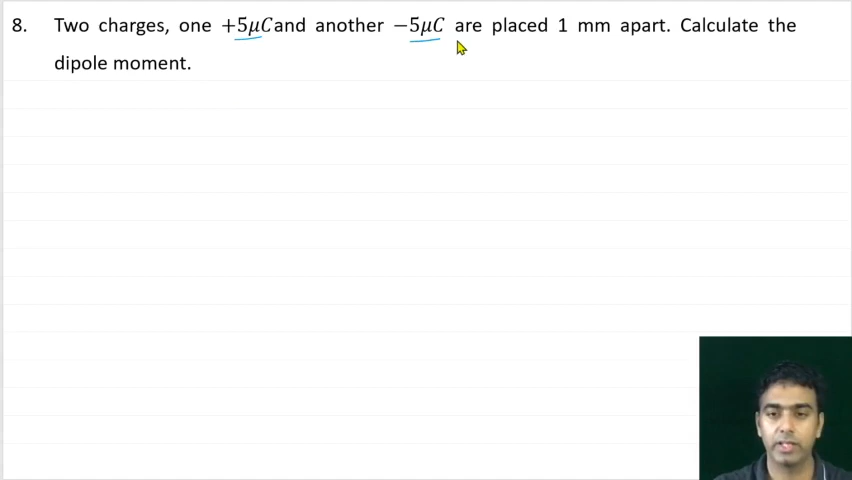 8. Two charges, one +5μC and another −5μC are placed 1 mm apart. Calculate the
dipole moment.